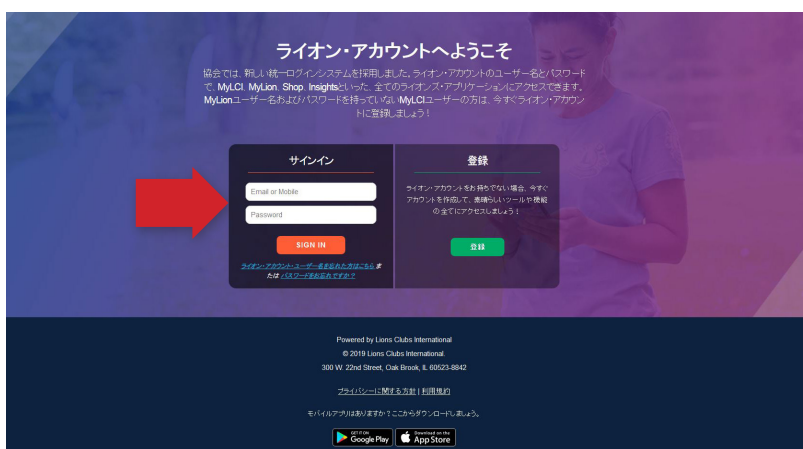 ライオン・アカウントへようこそ
協会では、新しい統一ログインシステムを採用しました。ライオン・アカウントのユーザー名とパスワード
で、MyLCI、MyLion、Shop、Insightsといった、全てのライオンズ・アプリケーションにアクセスできます。
MyLionユーザー名およびパスワードを持っていないMyLCIユーザーの方は、今すぐライオン・アカウン
トに登録しましょう！
サインイン
Email or Mobile
Password
SIGN IN
ライオン・アカウント・ユーザー名を忘れた方はこちら ま
たは パスワードをお忘れですか？
登録
ライオン・アカウントをお持ちでない場合、今すぐ
アカウントを作成して、素晴らしいツールや機能
の全てにアクセスしましょう！
登録
Powered by Lions Clubs International
© 2019 Lions Clubs International.
300 W. 22nd Street, Oak Brook, IL 60523-8842
プライバシーに関する方針 | 利用規約
モバイルアプリはありますか？ここからダウンロードしましょう。
GET IT ON
Google Play
Download on the
App Store